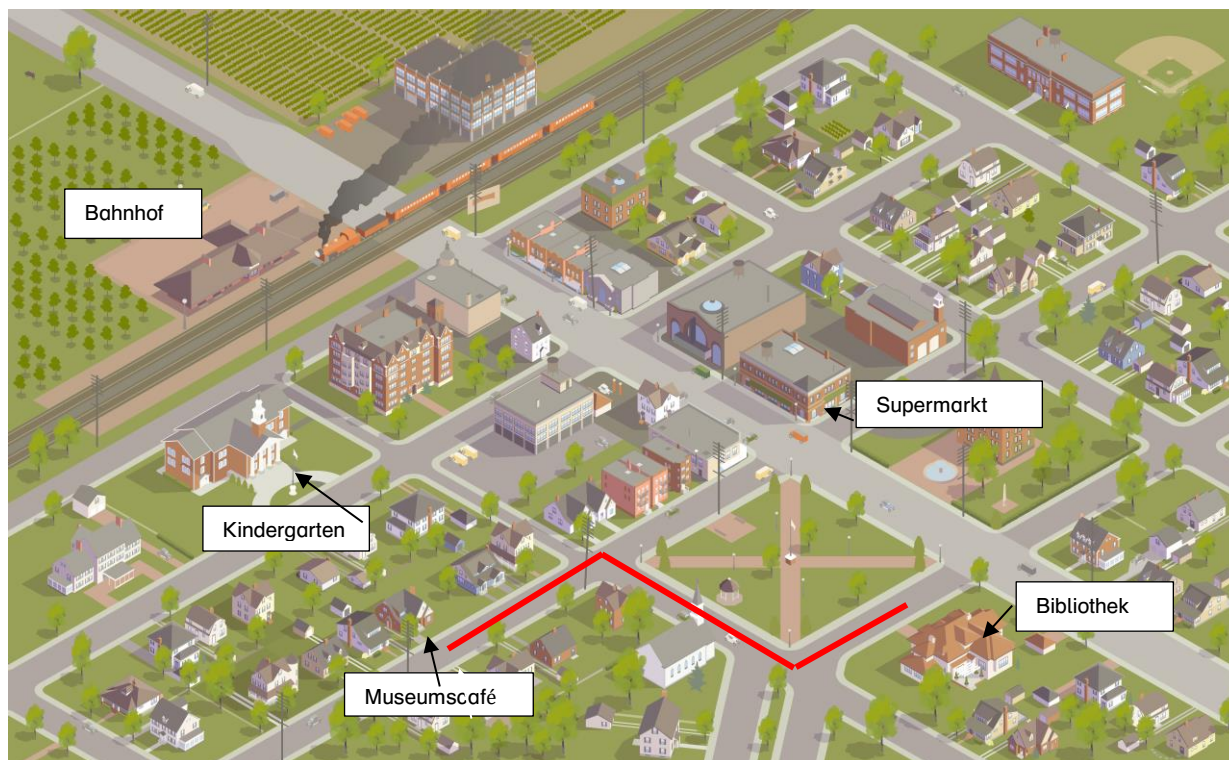 Bahnhof
Supermarkt
Kindergarten
Bibliothek
Museumscafé